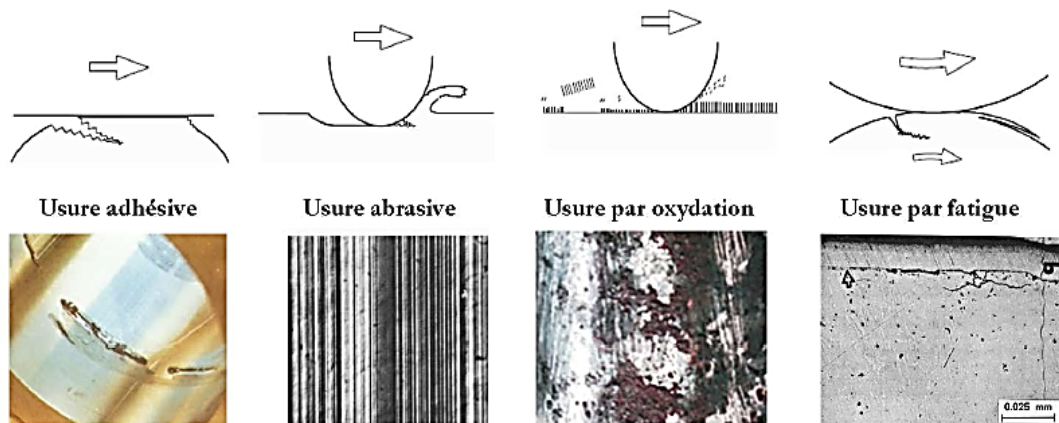 Usure adhésive
Usure abrasive
Usure par oxydation
Usure par fatigue
0.025 mm